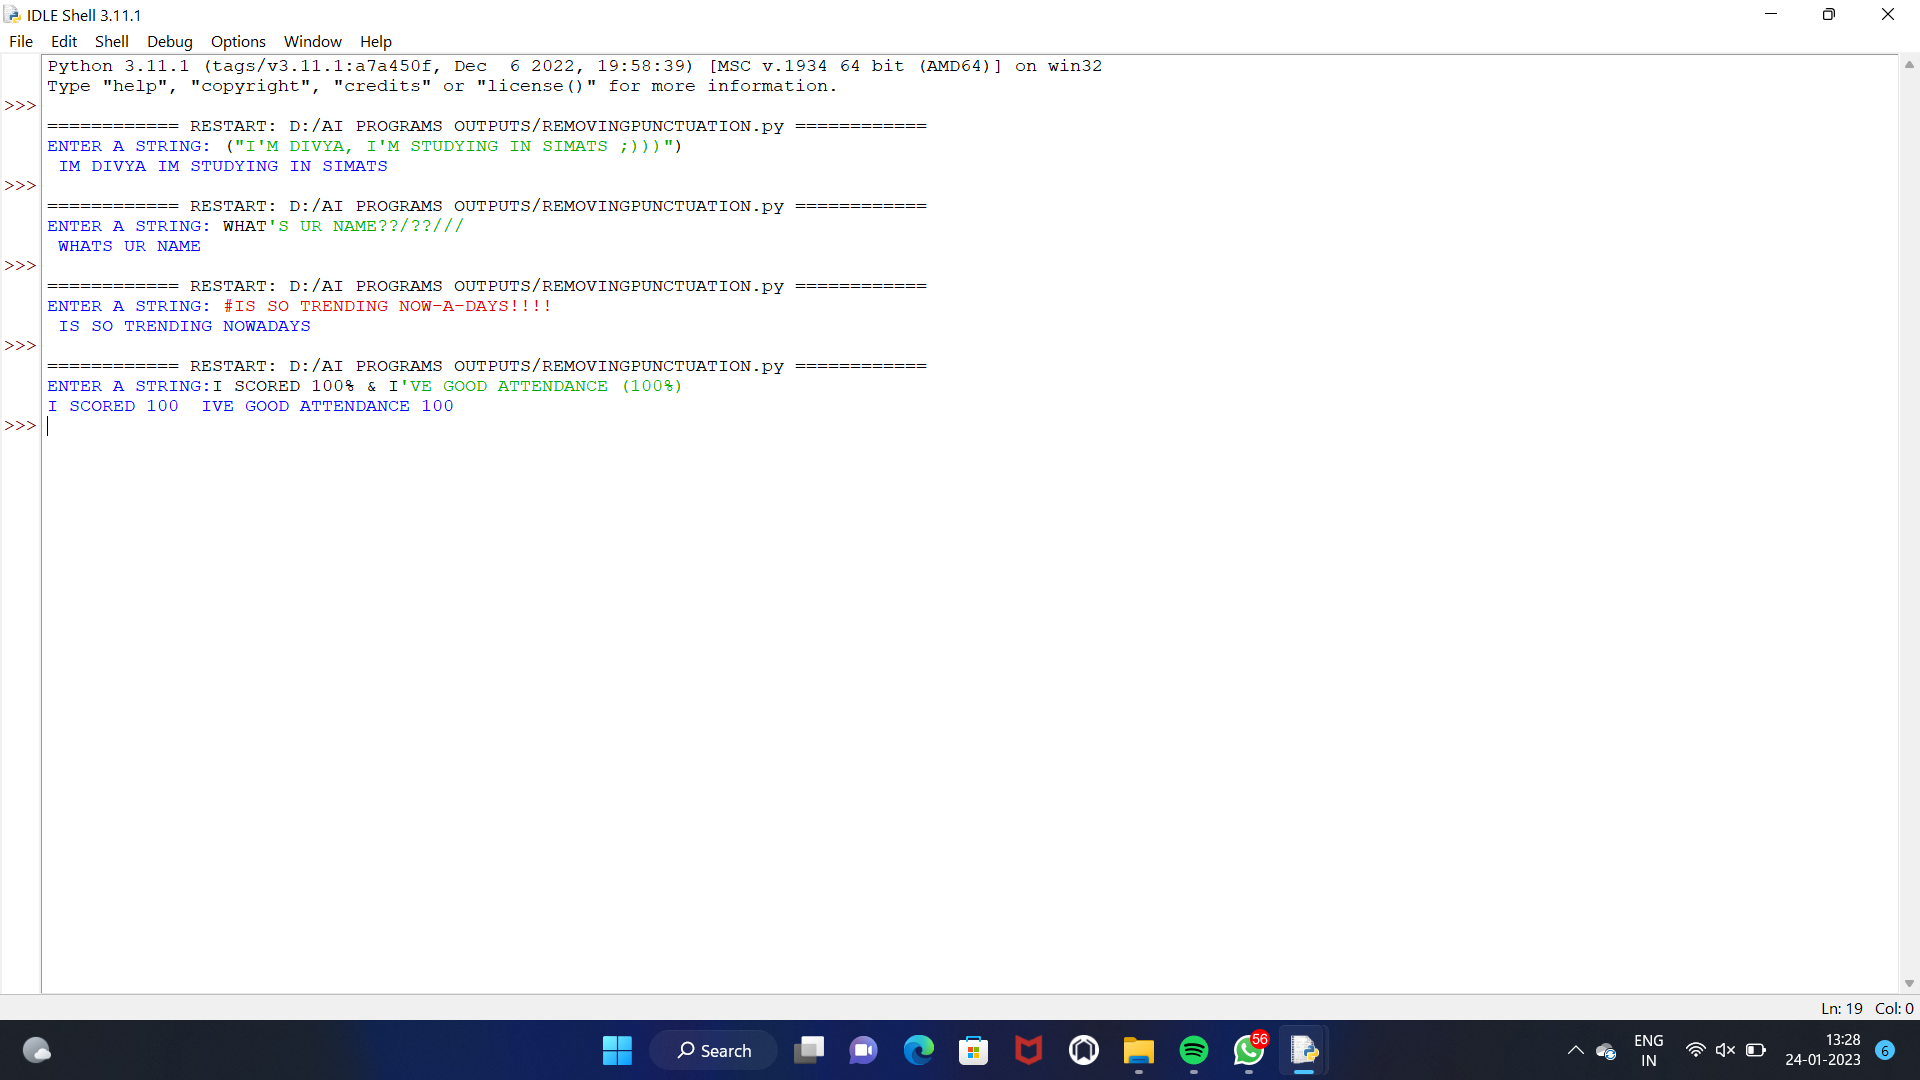 IDLE Shell 3.11.1
File Edit Shell Debug Options Window Help
Python 3.11.1 (tags/v3.11.1:a7a450f, Dec  6 2022, 19:58:39) [MSC v.1934 64 bit (AMD64)] on win32
Type "help", "copyright", "credits" or "license()" for more information.
>>>
============ RESTART: D:/AI PROGRAMS OUTPUTS/REMOVINGPUNCTUATION.py ============
ENTER A STRING: ("I'M DIVYA, I'M STUDYING IN SIMATS ;)))")
 IM DIVYA IM STUDYING IN SIMATS
>>>
============ RESTART: D:/AI PROGRAMS OUTPUTS/REMOVINGPUNCTUATION.py ============
ENTER A STRING: WHAT'S UR NAME??/??///
 WHATS UR NAME
>>>
============ RESTART: D:/AI PROGRAMS OUTPUTS/REMOVINGPUNCTUATION.py ============
ENTER A STRING: #IS SO TRENDING NOW-A-DAYS!!!!
 IS SO TRENDING NOWADAYS
>>>
============ RESTART: D:/AI PROGRAMS OUTPUTS/REMOVINGPUNCTUATION.py ============
ENTER A STRING:I SCORED 100% & I'VE GOOD ATTENDANCE (100%)
I SCORED 100  IVE GOOD ATTENDANCE 100
>>>
Ln: 19 Col: 0
Search
56
ENG
IN
13:28
24-01-2023
6